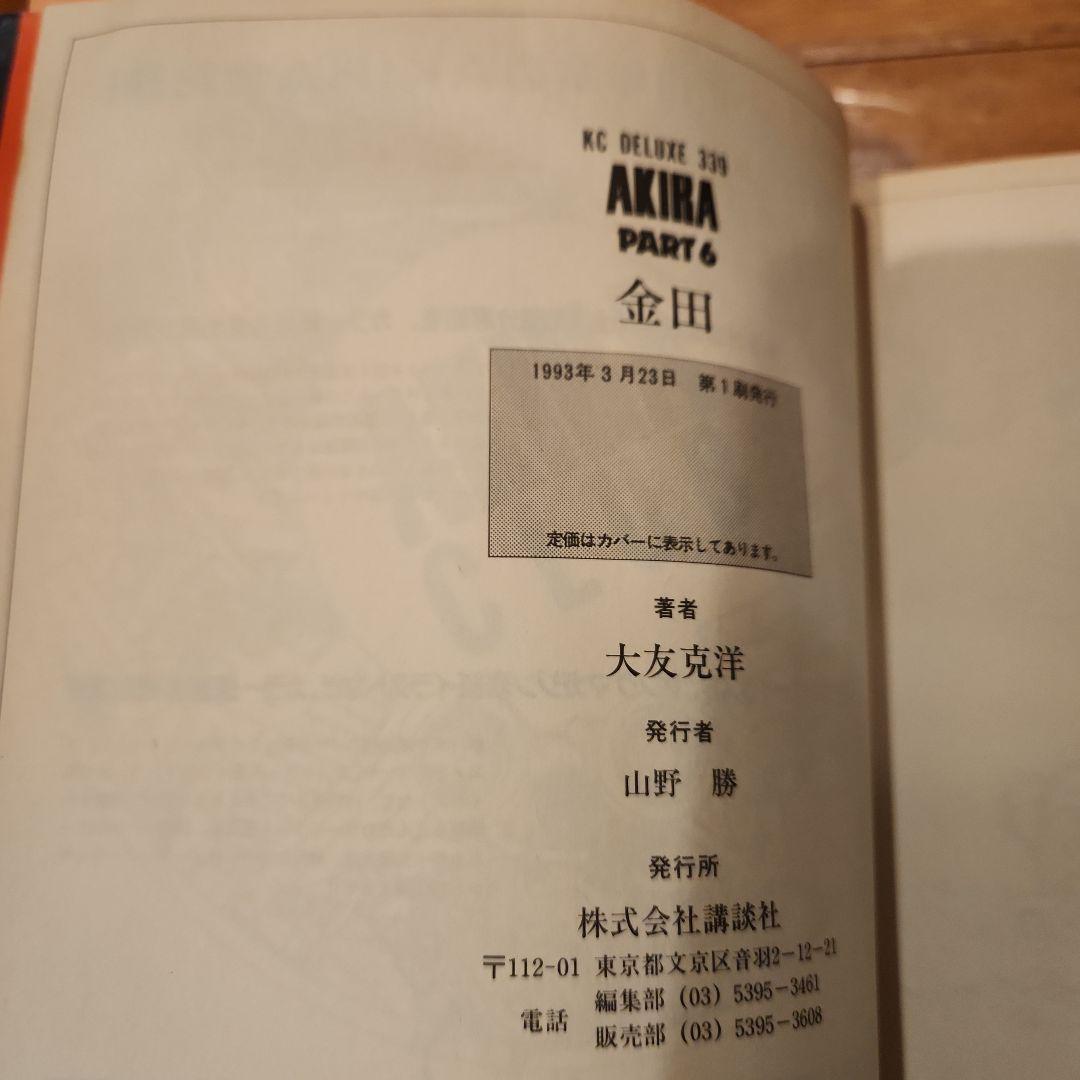 KC DELUXE 339
AKIRA
PART 6
金田
1993年3月23日 第1刷発行
定価はカバーに表示してあります。
著者
大友克洋
発行者
山野 勝
発行所
株式会社講談社
〒112-01 東京都文京区音羽2-12-21
電話 編集部 (03) 5395-3461
販売部 (03) 5395-3608